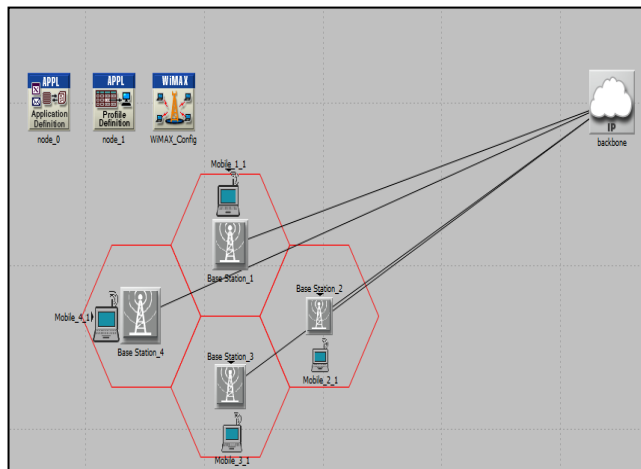 APPL
Application
Definition
node_0
APPL
Profile
Definition
node_1
WiMAX
WiMAX_Config
IP
backbone
Mobile_1_1
Base Station_1
Base Station_2
Mobile_4_1
Base Station_4
Base Station_3
Mobile_2_1
Mobile_3_1